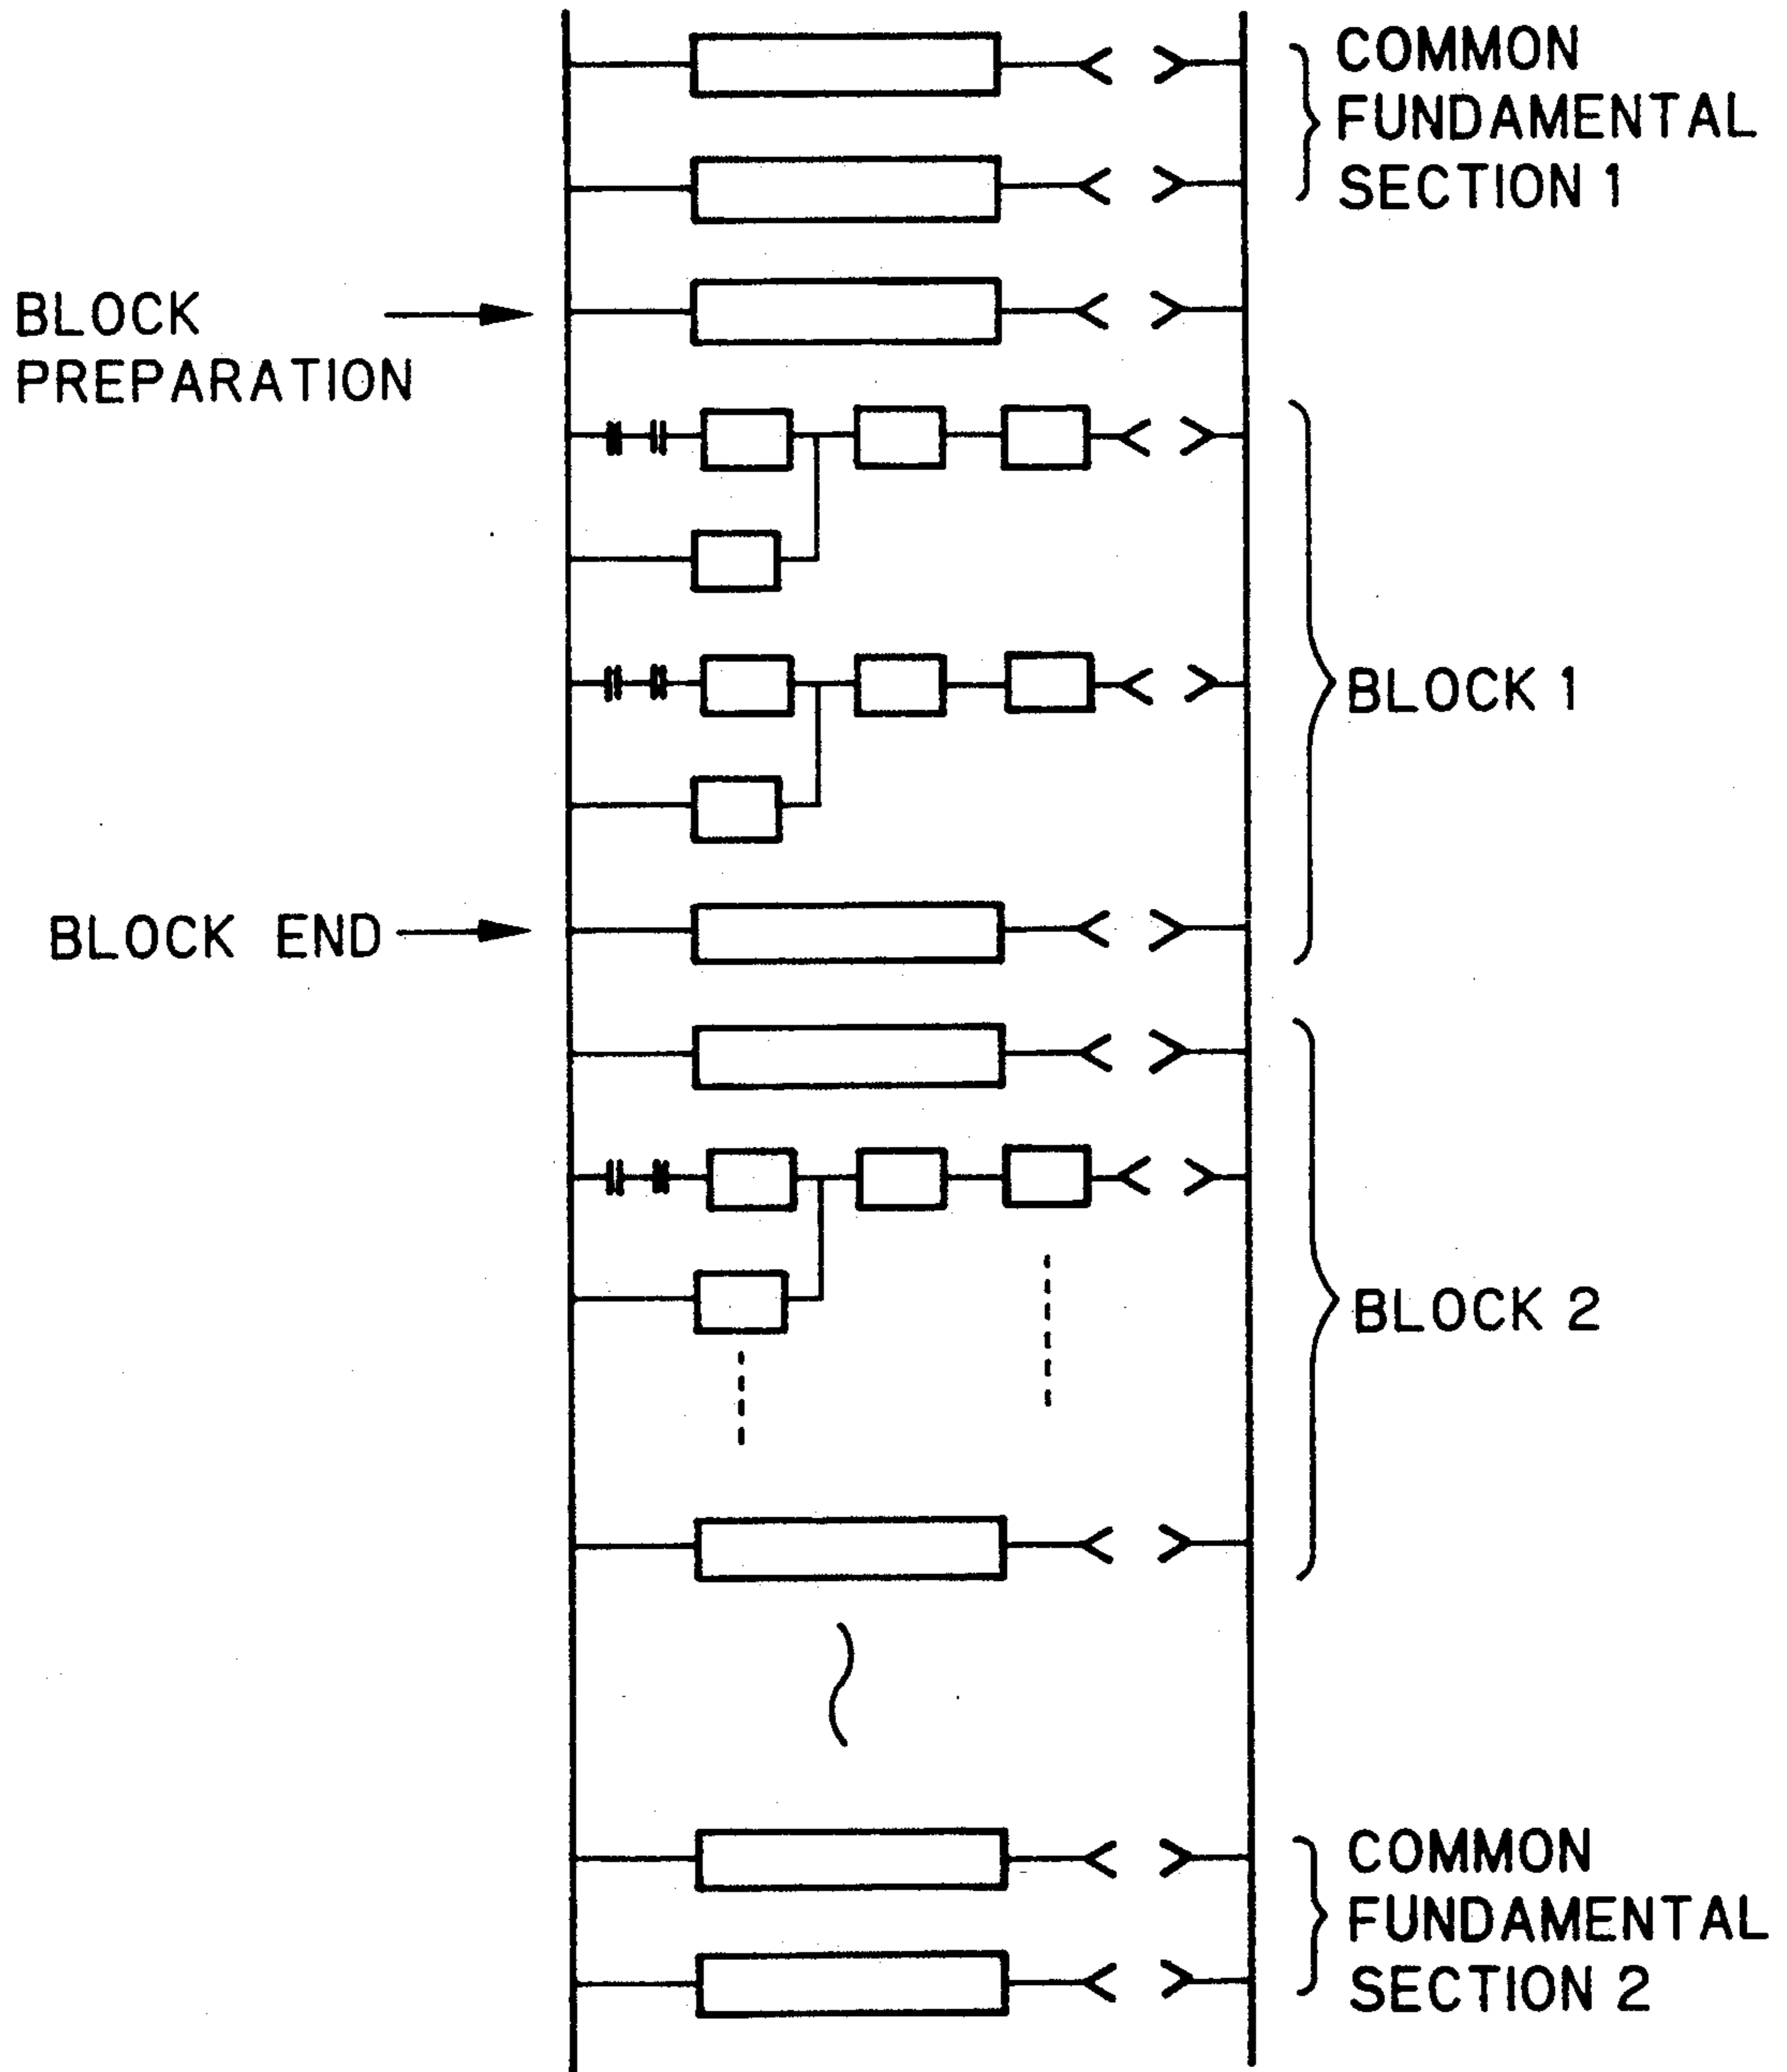 COMMON
FUNDAMENTAL
SECTION 1
BLOCK
PREPARATION
BLOCK 1
BLOCK END
BLOCK 2
COMMON
FUNDAMENTAL
SECTION 2